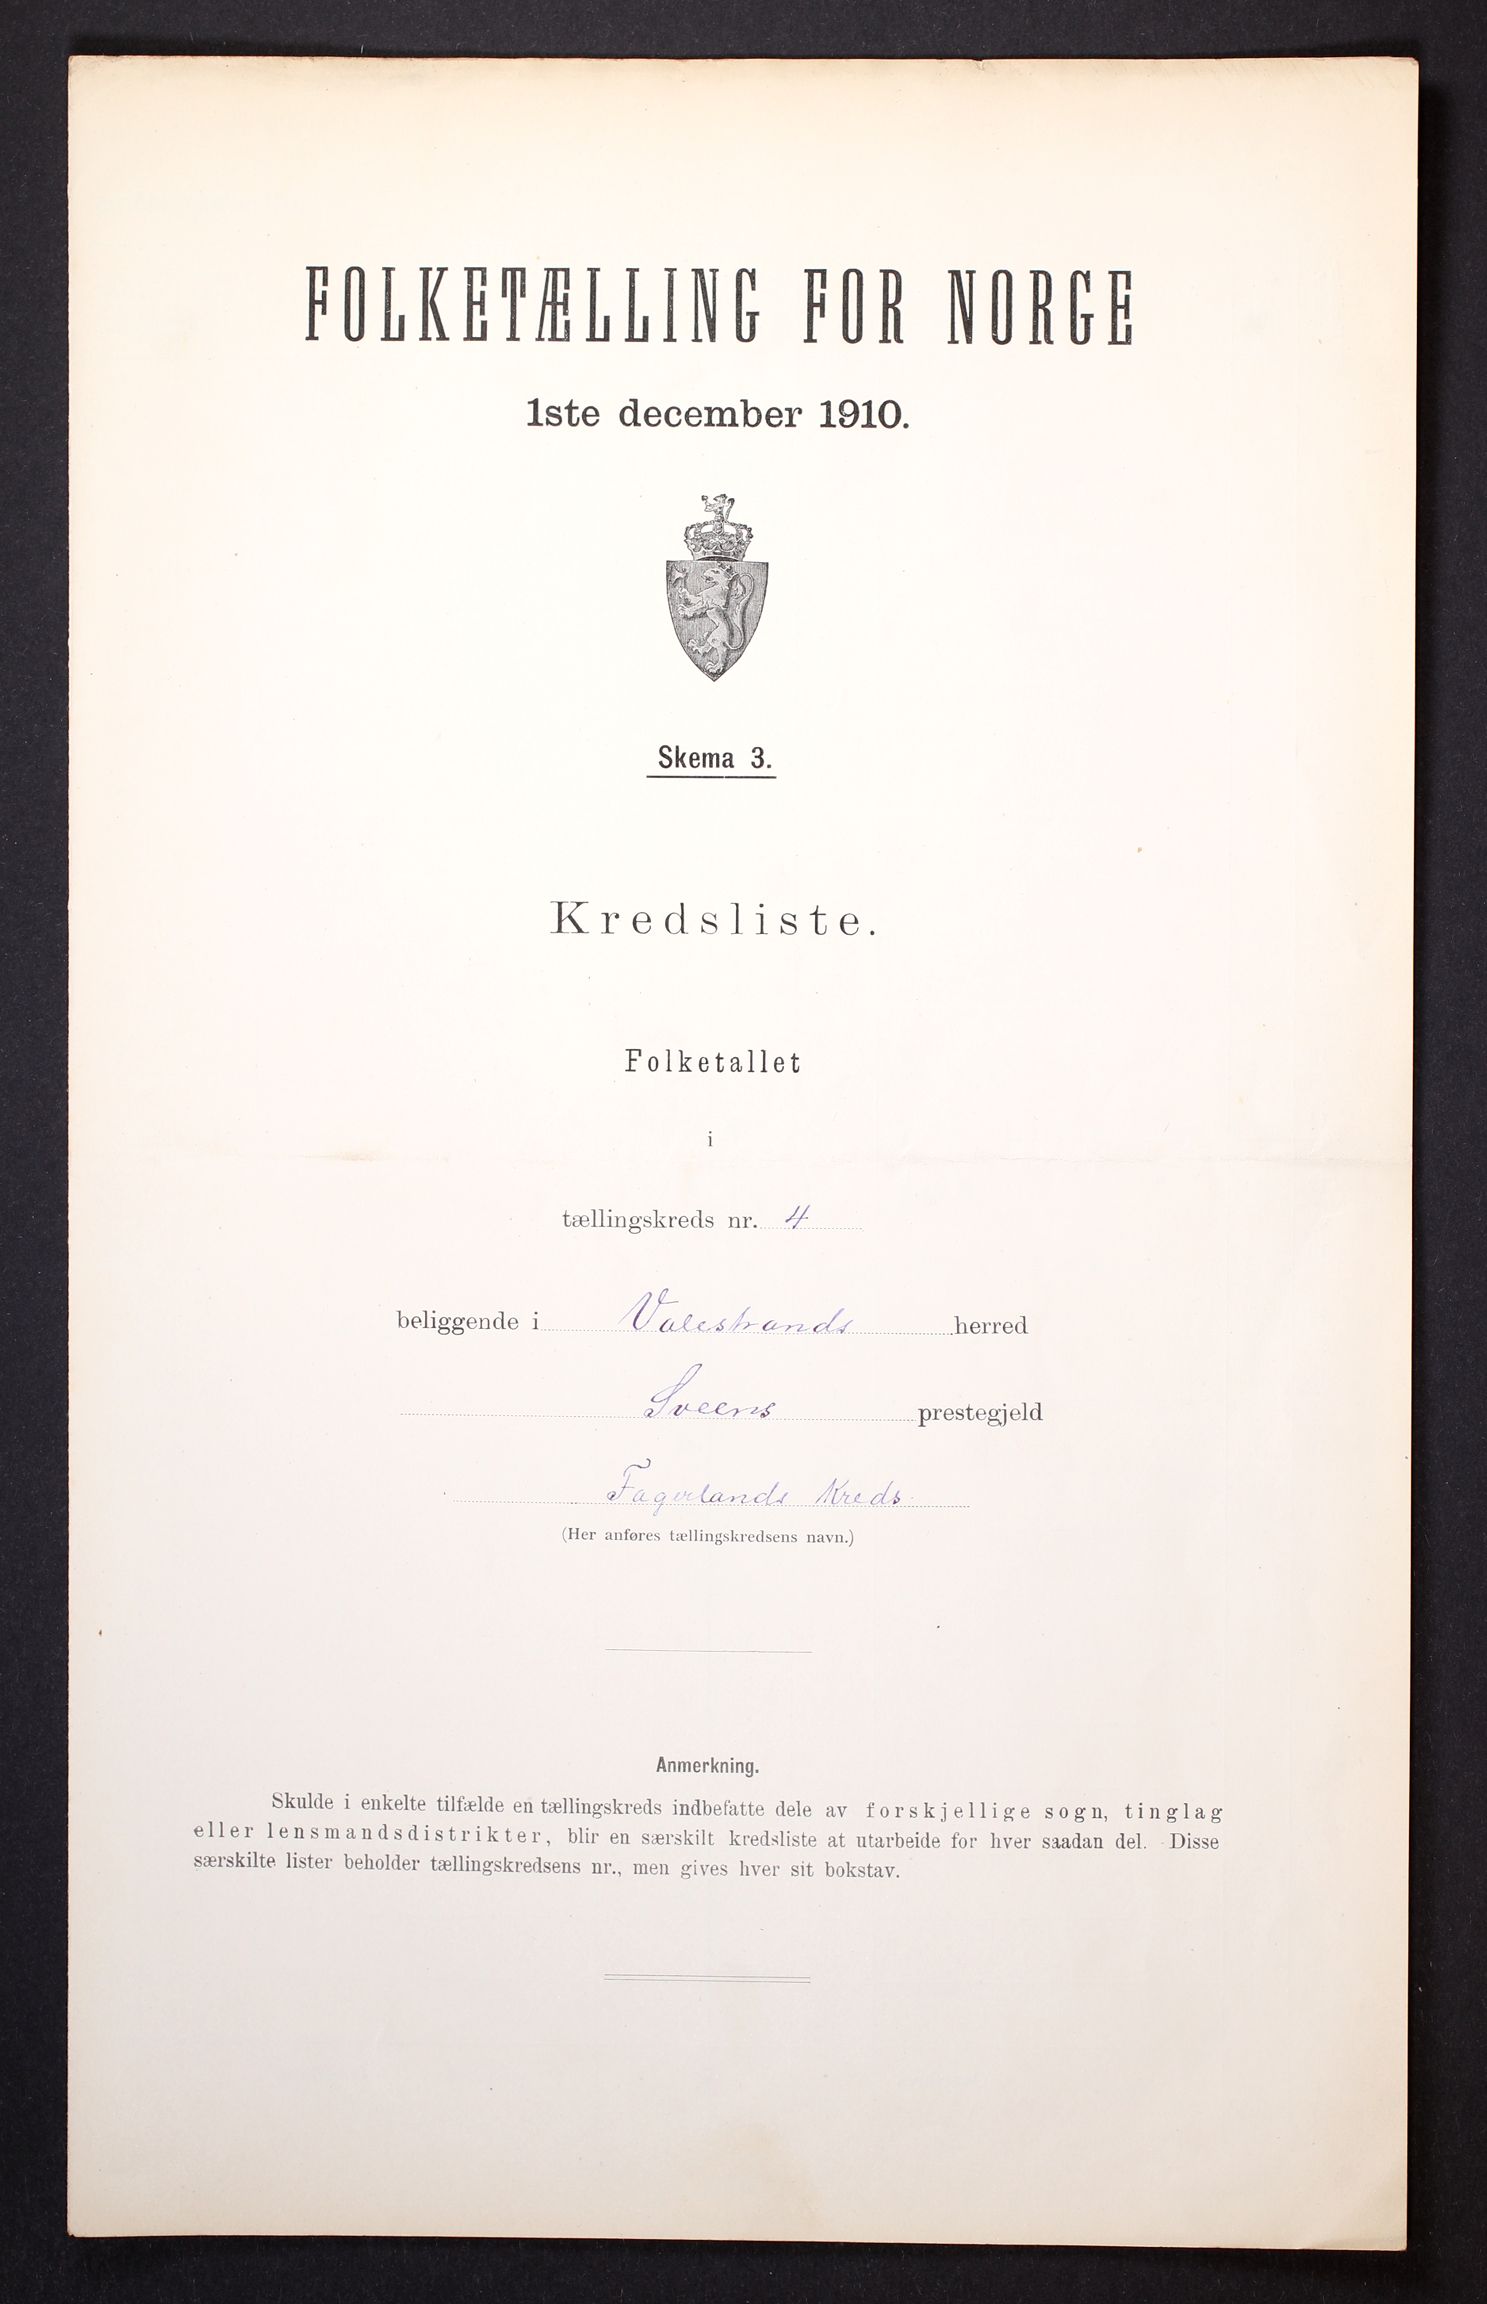 FOLKETÆLLING FOR NORGE
1ste december 1910.
Skema 3.
Kredsliste.
Folketallet
i
tællingskreds nr. 4
beliggende i Valestrands herred
Sveens prestegjeld
Fagerlands Kreds.
(Her anføres tællingskredsens navn.)
Anmerkning.
Skulde i enkelte tilfælde en tællingskreds indbefatte dele av forskjellige sogn, tinglag
eller lensmandsdistrikter, blir en særskilt kredsliste at utarbeide for hver saadan del. Disse
særskilte lister beholder tællingskredsens nr., men gives hver sit bokstav.